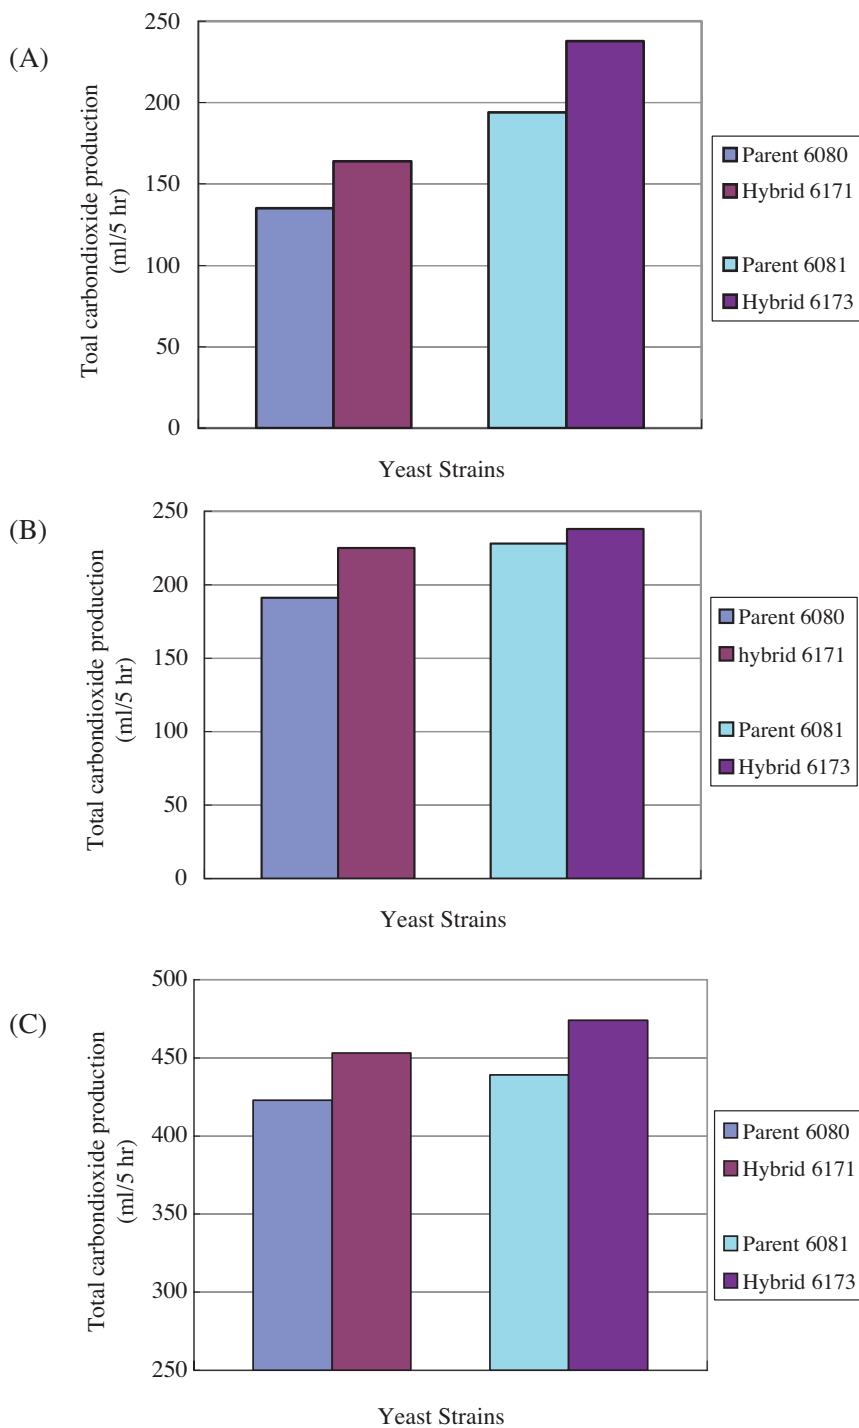 (A)
Toal carbondioxide production
(ml/5 hr)
250
200
150
100
50
0
Yeast Strains
Parent 6080
Hybrid 6171
Parent 6081
Hybrid 6173
(B)
Total carbondioxide production
(ml/5 hr)
250
200
150
100
50
0
Yeast Strains
Parent 6080
hybrid 6171
Parent 6081
Hybrid 6173
(C)
Total carbondioxide production
(ml/5 hr)
500
450
400
350
300
250
Yeast Strains
Parent 6080
Hybrid 6171
Parent 6081
Hybrid 6173